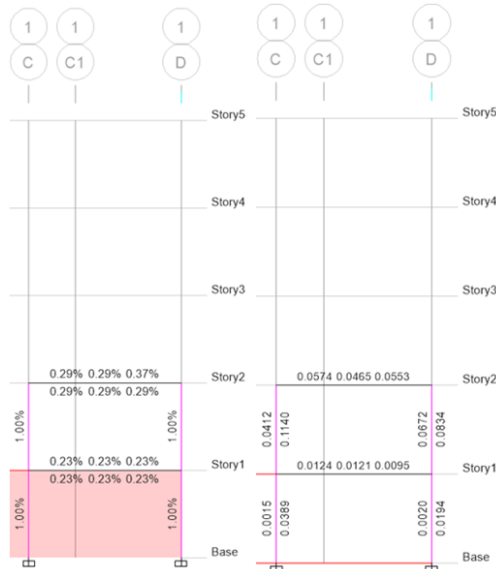 1 1 1
C C1 D
Story5
Story4
Story3
0.29% 0.29% 0.37%
Story2
0.29% 0.29% 0.29%
1.00% 1.00%
0.23% 0.23% 0.23%
Story1
0.23% 0.23% 0.23%
1.00% 1.00%
Base
1 1 1
C C1 D
Story5
Story4
Story3
0.0574 0.0465 0.0553
Story2
0.0412 0.1140 0.0672 0.0834
0.0124 0.0121 0.0095
Story1
0.0015 0.0389 0.0020 0.0194
Base